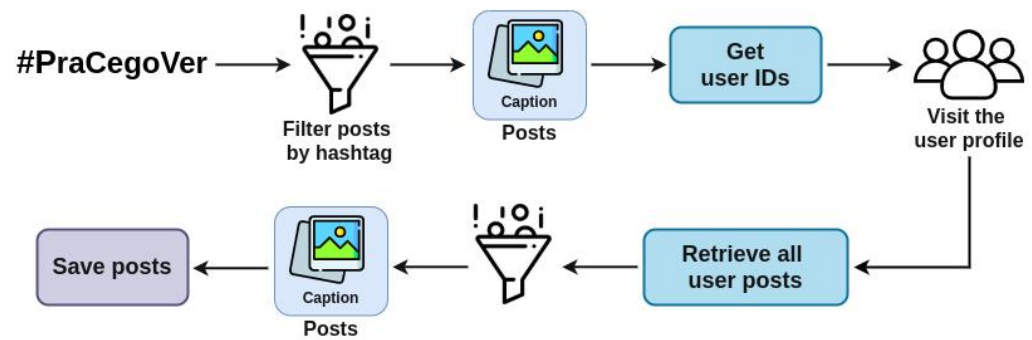 #PraCegoVer
Filter posts
by hashtag
Caption
Posts
Get
user IDs
Visit the
user profile
Retrieve all
user posts
Caption
Posts
Save posts